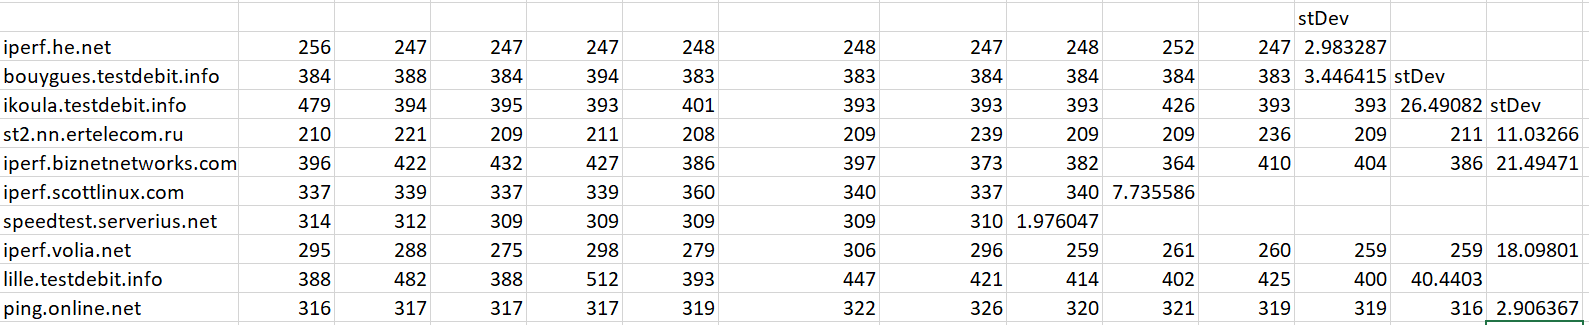 stDev
iperf.he.net 256 247 247 247 248 248 247 248 252 247 2.983287
bouygues.testdebit.info 384 388 384 394 383 383 384 384 384 383 3.446415 stDev
ikoula.testdebit.info 479 394 395 393 401 393 393 393 426 393 393 26.49082 stDev
st2.nn.ertelecom.ru 210 221 209 211 208 209 239 209 209 236 209 211 11.03266
iperf.biznetnetworks.com 396 422 432 427 386 397 373 382 364 410 404 386 21.49471
iperf.scottlinux.com 337 339 337 339 360 340 337 340 7.735586
speedtest.serverius.net 314 312 309 309 309 309 310 1.976047
iperf.volia.net 295 288 275 298 279 306 296 259 261 260 259 259 18.09801
lille.testdebit.info 388 482 388 512 393 447 421 414 402 425 400 40.4403
ping.online.net 316 317 317 317 319 322 326 320 321 319 319 316 2.906367